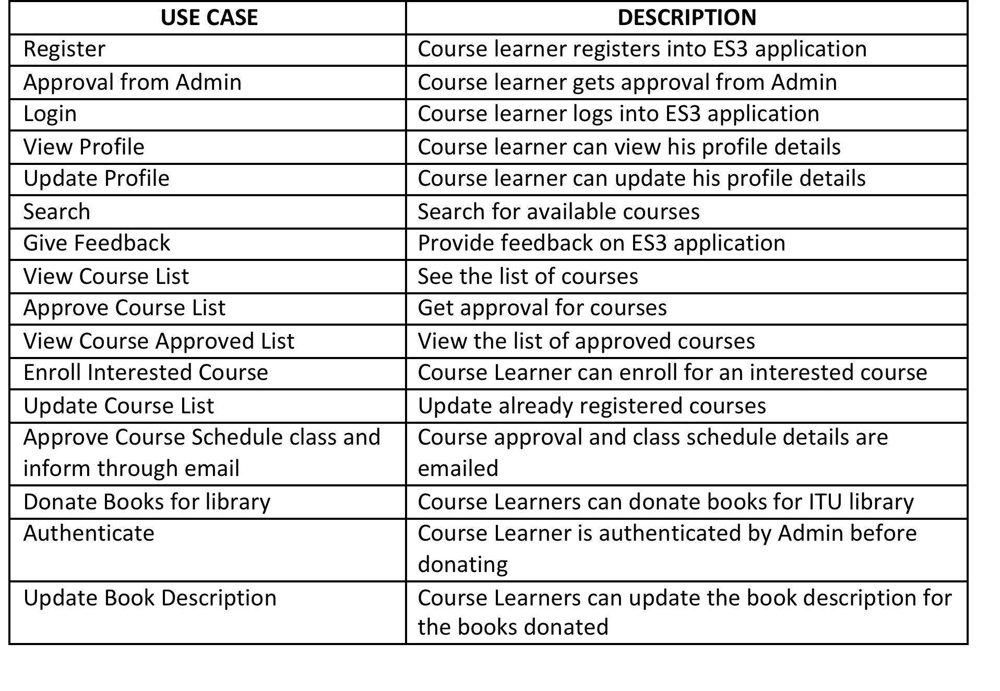 USE CASE DESCRIPTION
Register Course learner registers into ES3 application
Approval from Admin Course learner gets approval from Admin
Login Course learner logs into ES3 application
View Profile Course learner can view his profile details
Update Profile Course learner can update his profile details
Search Search for available courses
Give Feedback Provide feedback on ES3 application
View Course List See the list of courses
Approve Course List Get approval for courses
View Course Approved List View the list of approved courses
Enroll Interested Course Course Learner can enroll for an interested course
Update Course List Update already registered courses
Approve Course Schedule class and Course approval and class schedule details are
inform through email emailed
Donate Books for library Course Learners can donate books for ITU library
Authenticate Course Learner is authenticated by Admin before
donating
Update Book Description Course Learners can update the book description for
the books donated